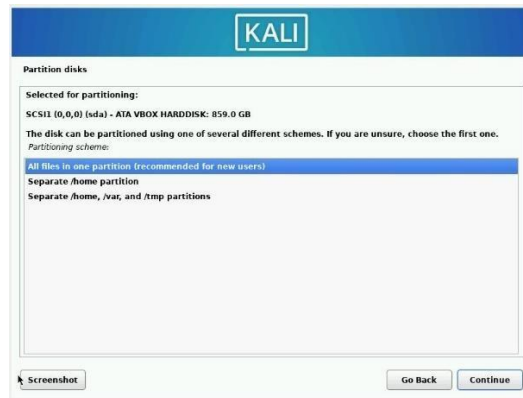 KALI
Partition disks
Selected for partitioning:
SCSI1 (0,0,0) (sda) - ATA VBOX HARDDISK: 859.0 GB
The disk can be partitioned using one of several different schemes. If you are unsure, choose the first one.
Partitioning scheme:
All files in one partition (recommended for new users)
Separate /home partition
Separate /home, /var, and /tmp partitions
Screenshot Go Back Continue